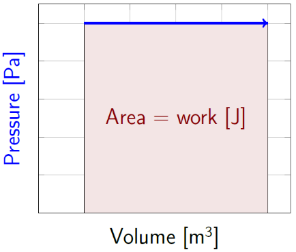 Pressure [Pa]
Area = work [J]
Volume [m³]